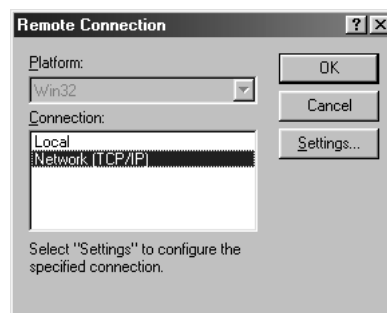 Remote Connection
Platform:
Win32
Connection:
Local
Network (TCP/IP)
Select "Settings" to configure the
specified connection.
OK
Cancel
Settings...